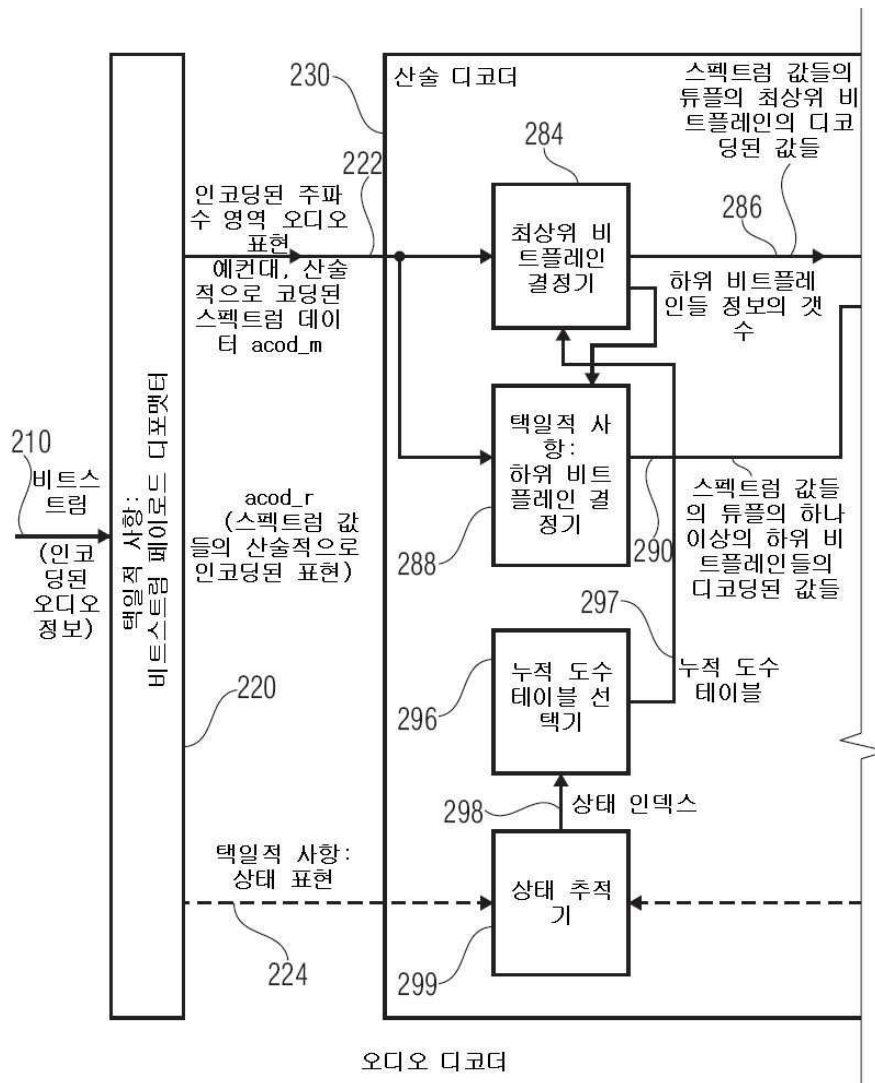 230
산술 디코더
스펙트럼 값들의
튜플의 최상위 비
트플레인의 디코
딩된 값들
222
284
인코딩된 주파
수 영역 오디오
표현
예컨대, 산술
적으로 코딩된
스펙트럼 데이
터 acod_m
최상위 비
트플레인
결정기
286
하위 비트플레
인들 정보의 갯
수
210
비트스
트림
(인코
딩된
오디오
정보)
택일적 사항:
비트스트림 페이로드 디포맷터
acod_r
(스펙트럼 값
들의 산술적으로
인코딩된 표현)
택일적 사
항:
하위 비트
플레인 결
정기
288
290
스펙트럼 값들
의 튜플의 하나
이상의 하위 비
트플레인들의
디코딩된 값들
297
220
296
누적 도수
테이블 선
택기
누적 도수
테이블
298
상태 인덱스
택일적 사항:
상태 표현
224
상태 추적
기
299
오디오 디코더